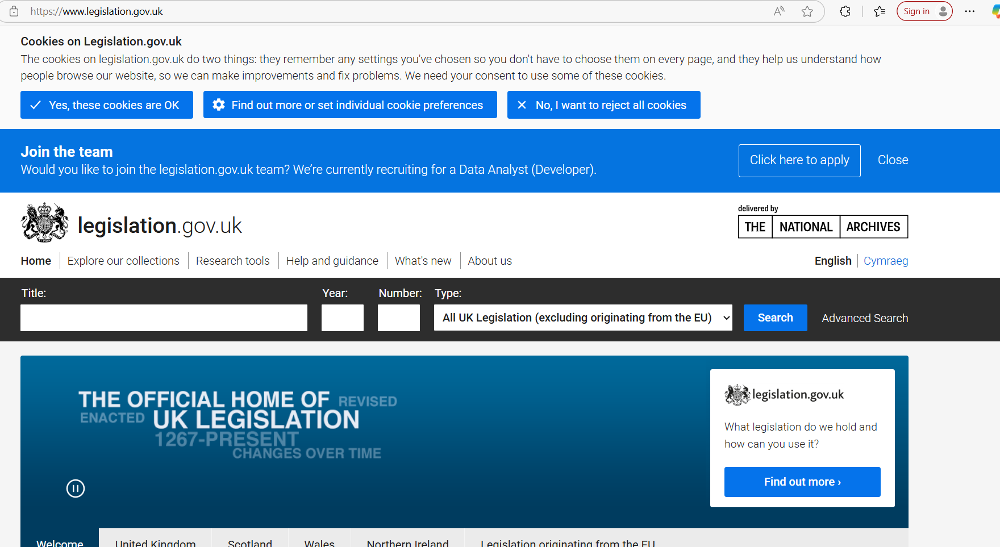 https://www.legislation.gov.uk
Sign in
Cookies on Legislation.gov.uk
The cookies on legislation.gov.uk do two things: they remember any settings you've chosen so you don't have to choose them on every page, and they help us understand how
people browse our website, so we can make improvements and fix problems. We need your consent to use some of these cookies.
Yes, these cookies are OK
Find out more or set individual cookie preferences
No, I want to reject all cookies
Join the team
Would you like to join the legislation.gov.uk team? We’re currently recruiting for a Data Analyst (Developer).
Click here to apply
Close
legislation.gov.uk
delivered by
THE NATIONAL ARCHIVES
Home
Explore our collections
Research tools
Help and guidance
What's new
About us
English
Cymraeg
Title:
Year:
Number:
Type:
All UK Legislation (excluding originating from the EU)
Search
Advanced Search
THE OFFICIAL HOME OF REVISED
ENACTED UK LEGISLATION
1267-PRESENT
CHANGES OVER TIME
legislation.gov.uk
What legislation do we hold and
how can you use it?
Find out more ›
Welcome
United Kingdom
Scotland
Wales
Northern Ireland
Legislation originating from the EU